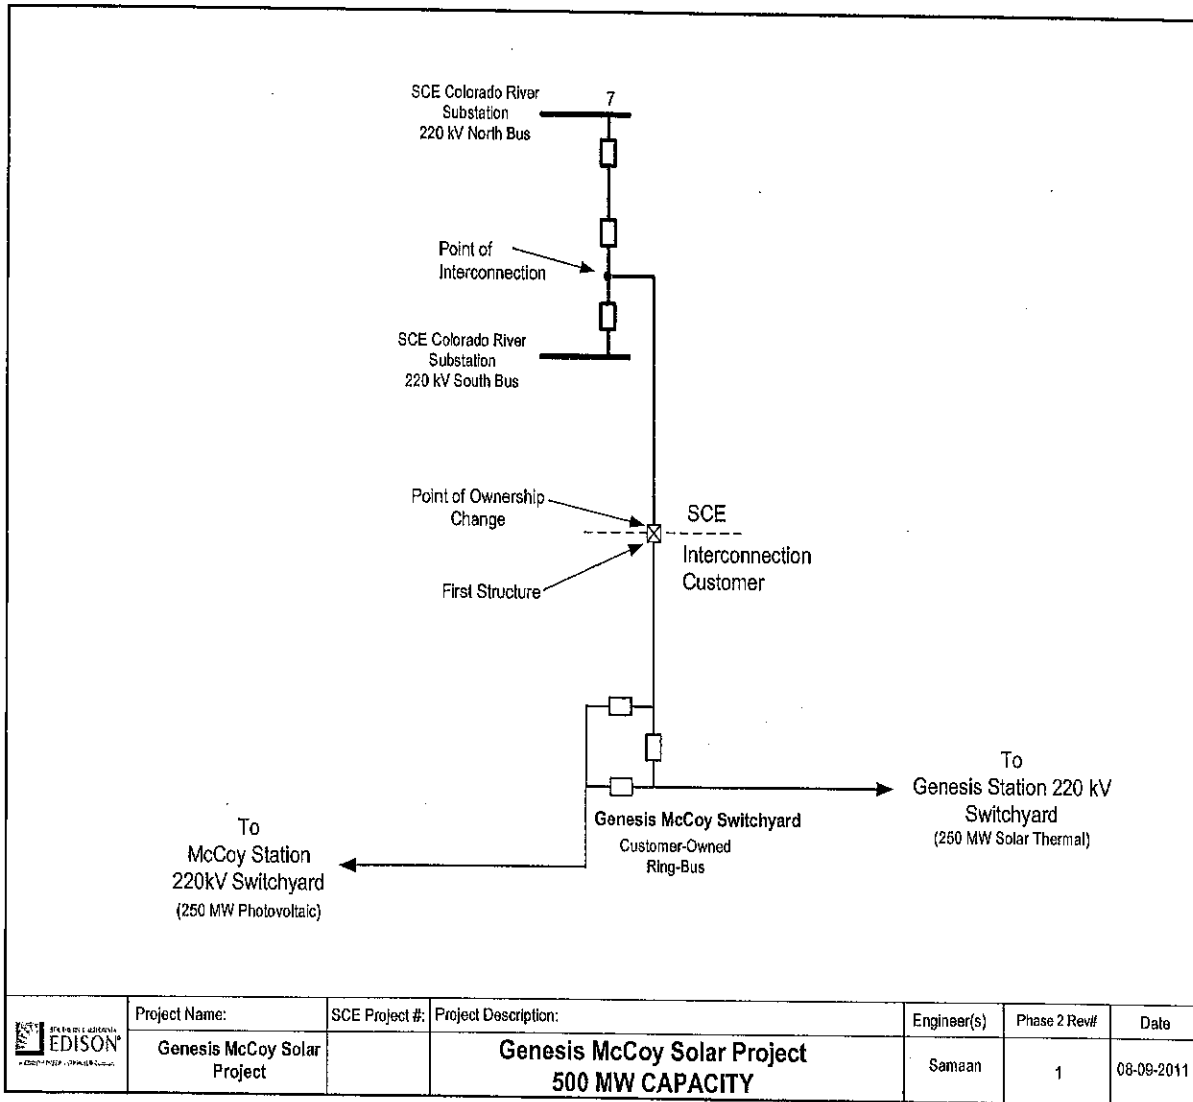 SCE Colorado River
Substation
220 kV North Bus
7
Point of
Interconnection
SCE Colorado River
Substation
220 kV South Bus
Point of Ownership
Change
SCE
Interconnection
Customer
First Structure
To
Genesis Station 220 kV
Switchyard
(250 MW Solar Thermal)
Genesis McCoy Switchyard
Customer-Owned
Ring-Bus
To
McCoy Station
220kV Switchyard
(250 MW Photovoltaic)
SOUTHERN CALIFORNIA
EDISON®
Project Name:
Genesis McCoy Solar
Project
SCE Project #:
Project Description:
Genesis McCoy Solar Project
500 MW CAPACITY
Engineer(s)
Samaan
Phase 2 Rev#
1
Date
08-09-2011